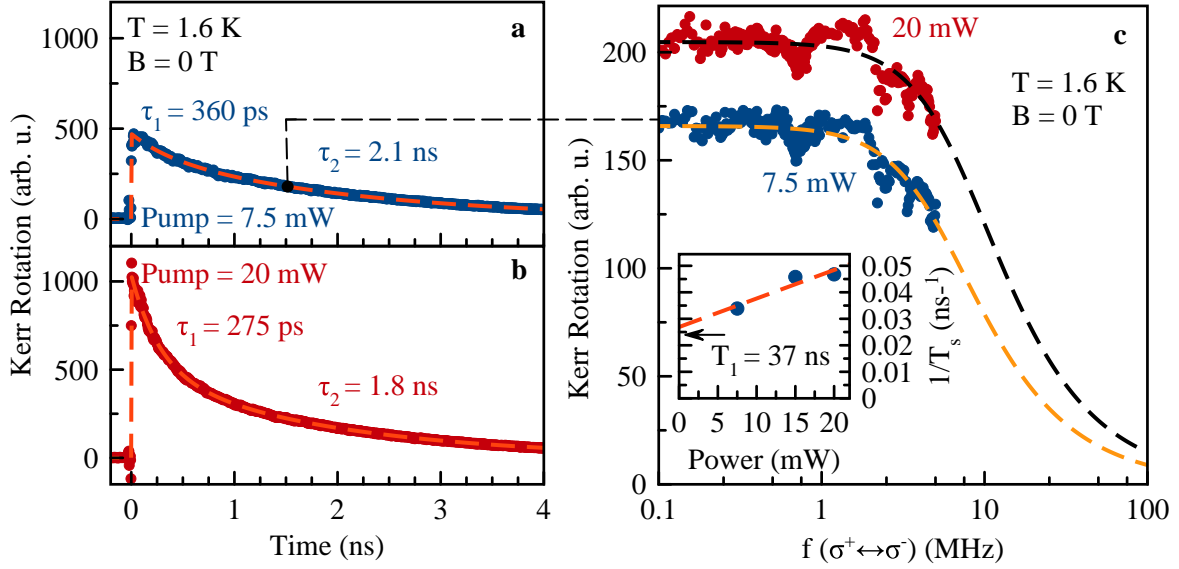 T = 1.6 K
B = 0 T
a
τ1 = 360 ps
τ2 = 2.1 ns
Pump = 7.5 mW
1000
500
0
b
Pump = 20 mW
τ1 = 275 ps
τ2 = 1.8 ns
1000
500
0
Kerr Rotation (arb. u.)
0 1 2 3 4
Time (ns)
c
20 mW
T = 1.6 K
B = 0 T
7.5 mW
200
150
100
50
0
Kerr Rotation (arb. u.)
0.05
0.04
0.03
0.02
0.01
0.00
1/Ts (ns-1)
T1 = 37 ns
0 5 10 15 20
Power (mW)
0.1 1 10 100
f (σ+↔σ-) (MHz)